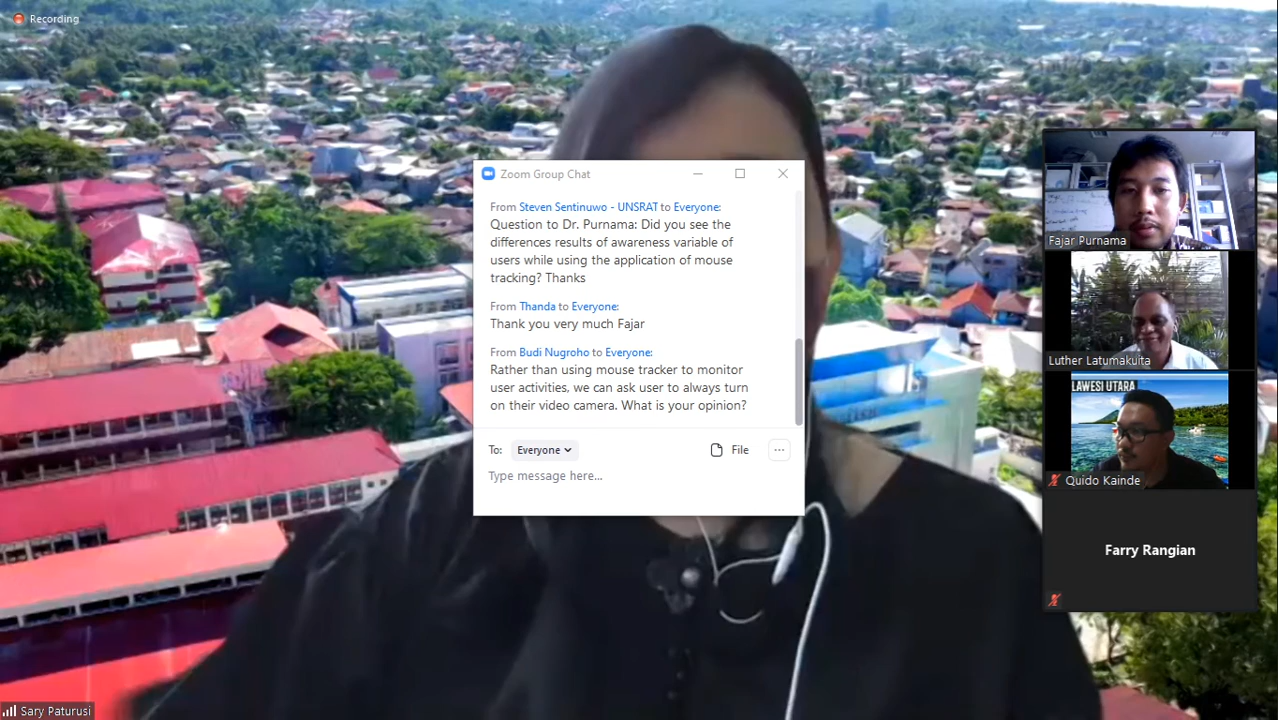 Recording
Zoom Group Chat
From Steven Sentinuwo - UNSRAT to Everyone:
Question to Dr. Purnama: Did you see the
differences results of awareness variable of
users while using the application of mouse
tracking? Thanks
From Thanda to Everyone:
Thank you very much Fajar
From Budi Nugroho to Everyone:
Rather than using mouse tracker to monitor
user activities, we can ask user to always turn
on their video camera. What is your opinion?
To: Everyone
File
Type message here...
Fajar Purnama
Luther Latumakuita
LAWESI UTARA
Quido Kainde
Farry Rangian
Sary Paturusi